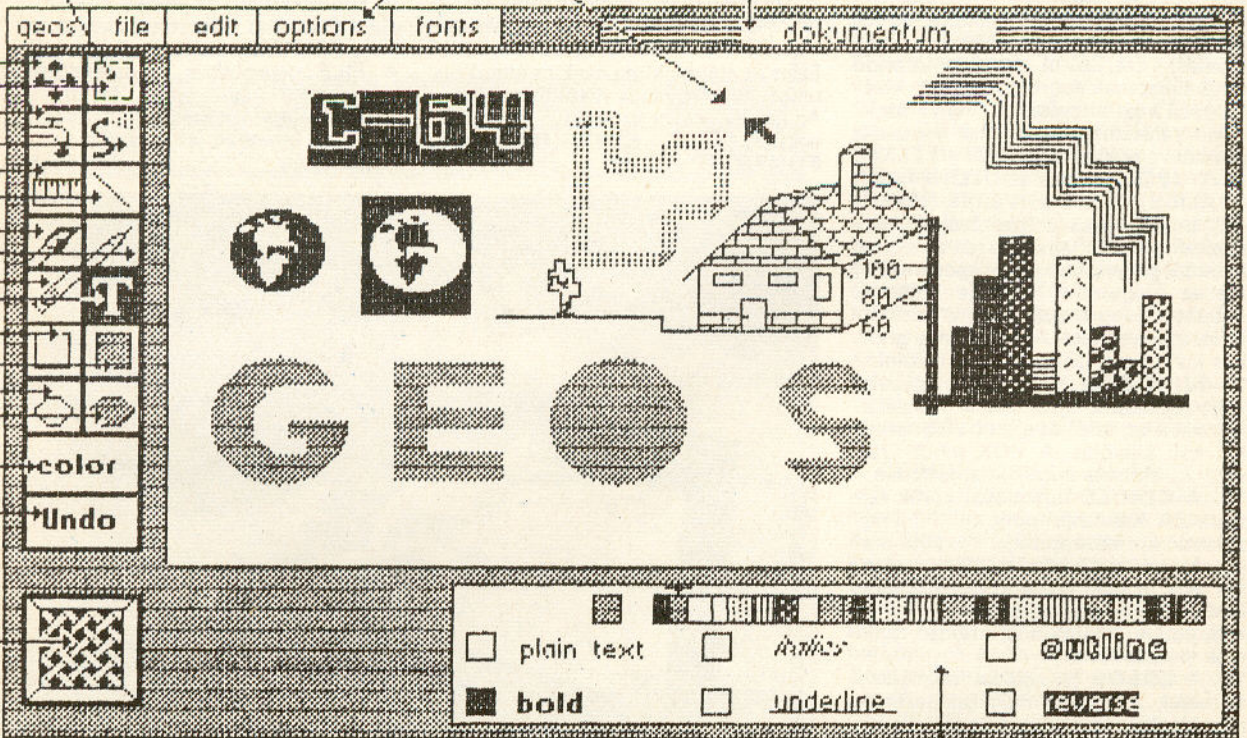 geos file edit options fonts dokumentum
C-64
100
80
60
GEOS
T
color
Undo
plain text italics outline
bold underline reverse